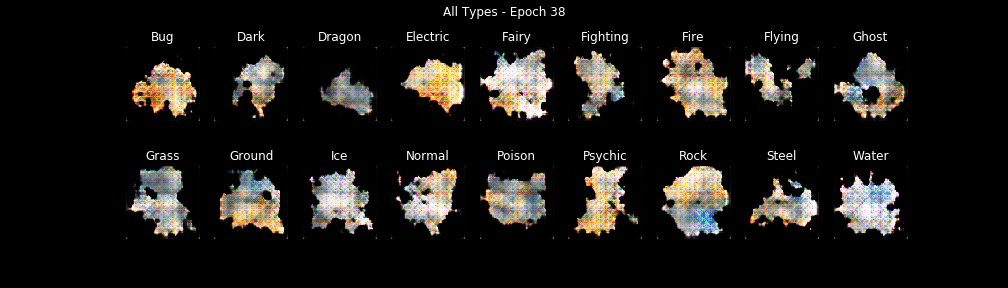 All Types - Epoch 38
Bug Dark Dragon Electric Fairy Fighting Fire Flying Ghost
Grass Ground Ice Normal Poison Psychic Rock Steel Water